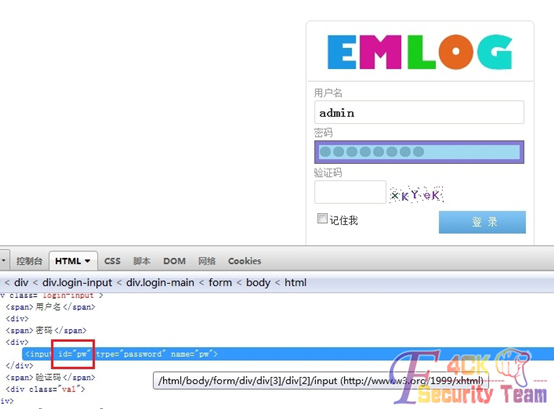 EMLOG
用户名
admin
密码
验证码
xKYeK
记住我
登 录
控制台 HTML CSS 脚本 DOM 网络 Cookies
< div < div.login-input < div.login-main < form < body < html
v class="login-input">
<span>用户名</span>
<div>
<span>密码</span>
<div>
<input id="pw" type="password" name="pw">
</div>
<span>验证码</span>
/html/body/form/div/div[3]/div[2]/input (http://www.w3.org/1999/xhtml)
<div class="val">
div>
4CK
Security Team